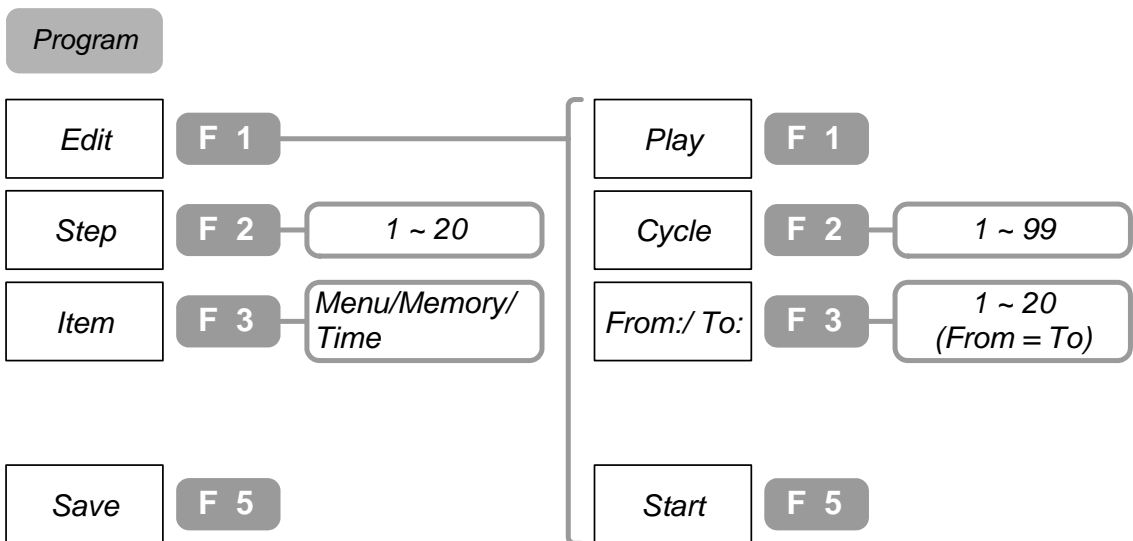 Program
Edit
F 1
Step
F 2
1 ~ 20
Item
F 3
Menu/Memory/
Time
Save
F 5
Play
F 1
Cycle
F 2
1 ~ 99
From:/ To:
F 3
1 ~ 20
(From = To)
Start
F 5